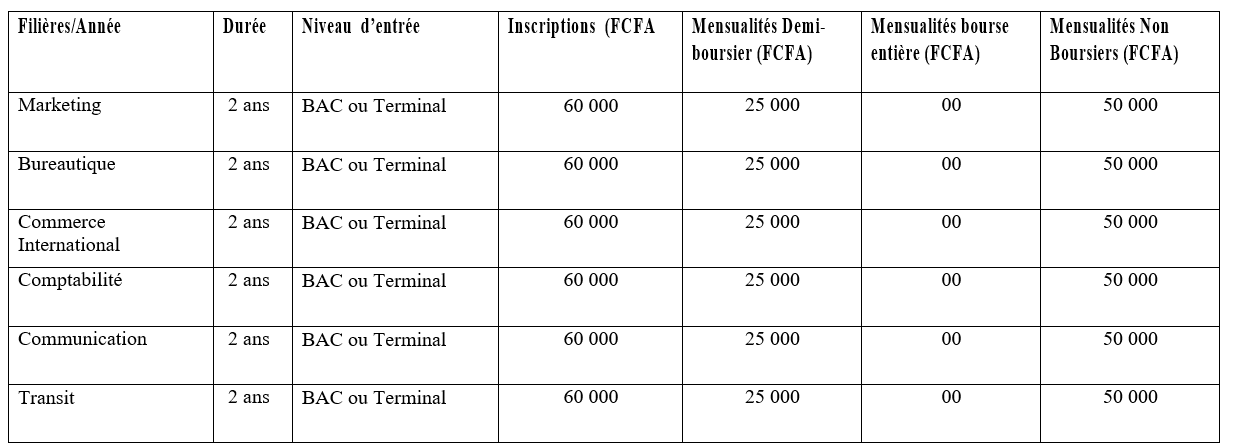 Filières/Année Durée Niveau d’entrée Inscriptions (FCFA Mensualités Demi- Mensualités bourse Mensualités Non
boursier (FCFA) entière (FCFA) Boursiers (FCFA)
Marketing 2 ans BAC ou Terminal 60 000 25 000 00 50 000
Bureautique 2 ans BAC ou Terminal 60 000 25 000 00 50 000
Commerce 2 ans BAC ou Terminal 60 000 25 000 00 50 000
International
Comptabilité 2 ans BAC ou Terminal 60 000 25 000 00 50 000
Communication 2 ans BAC ou Terminal 60 000 25 000 00 50 000
Transit 2 ans BAC ou Terminal 60 000 25 000 00 50 000